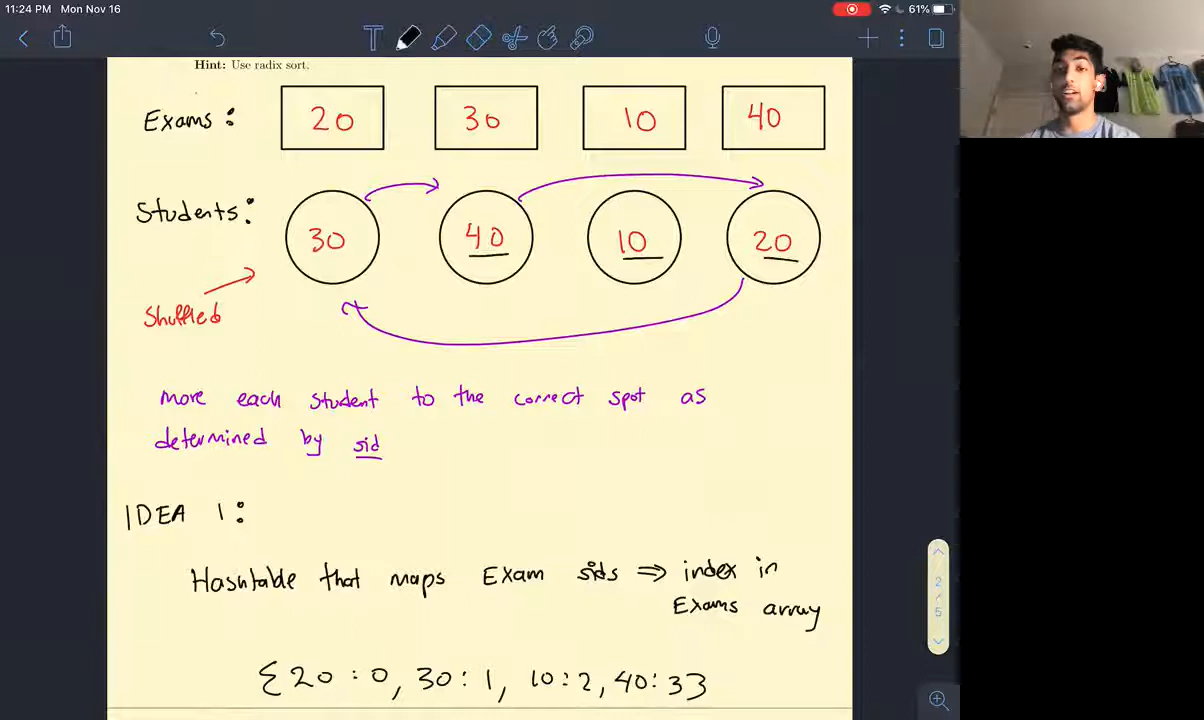 11:24 PM Mon Nov 16
61%
Hint: Use radix sort.
Exams: 20 30 10 40
Students: 30 40 10 20
Shuffled
move each student to the correct spot as
determined by sid
IDEA 1:
Hashtable that maps Exam sids ⇒ index in
Exams array
{20:0, 30:1, 10:2, 40:3}
2
5